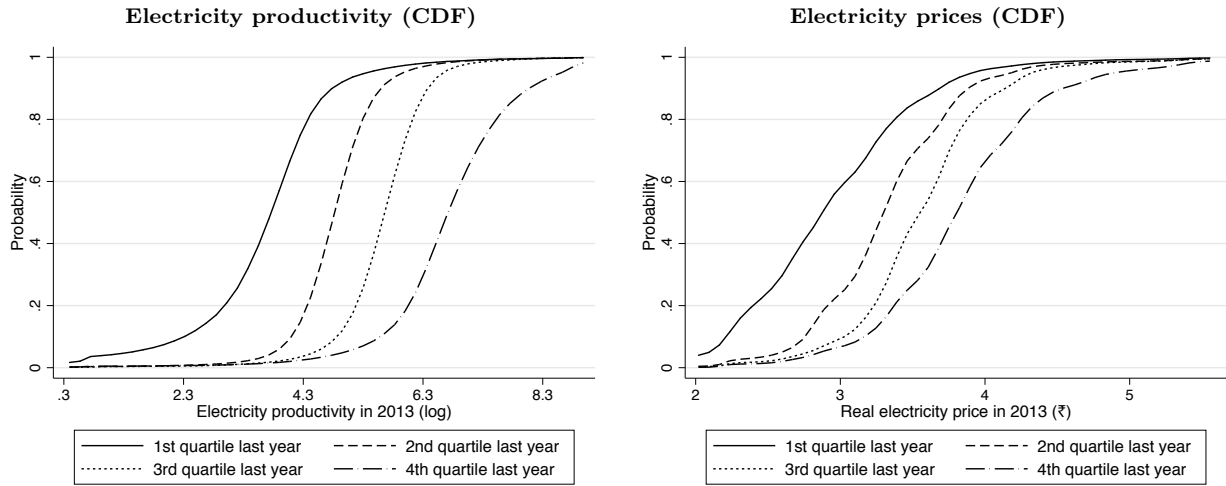 Electricity productivity (CDF)
Probability
1
.8
.6
.4
.2
0
.3 2.3 4.3 6.3 8.3
Electricity productivity in 2013 (log)
1st quartile last year 2nd quartile last year
3rd quartile last year 4th quartile last year
Electricity prices (CDF)
Probability
1
.8
.6
.4
.2
0
2 3 4 5
Real electricity price in 2013 (₹)
1st quartile last year 2nd quartile last year
3rd quartile last year 4th quartile last year